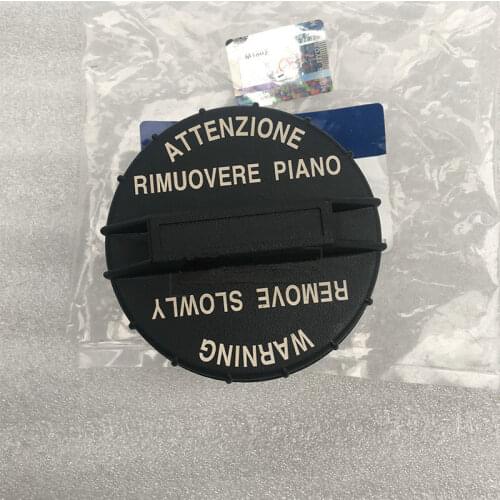 ATTENZIONE
RIMUOVERE PIANO
WARNING
REMOVE SLOWLY